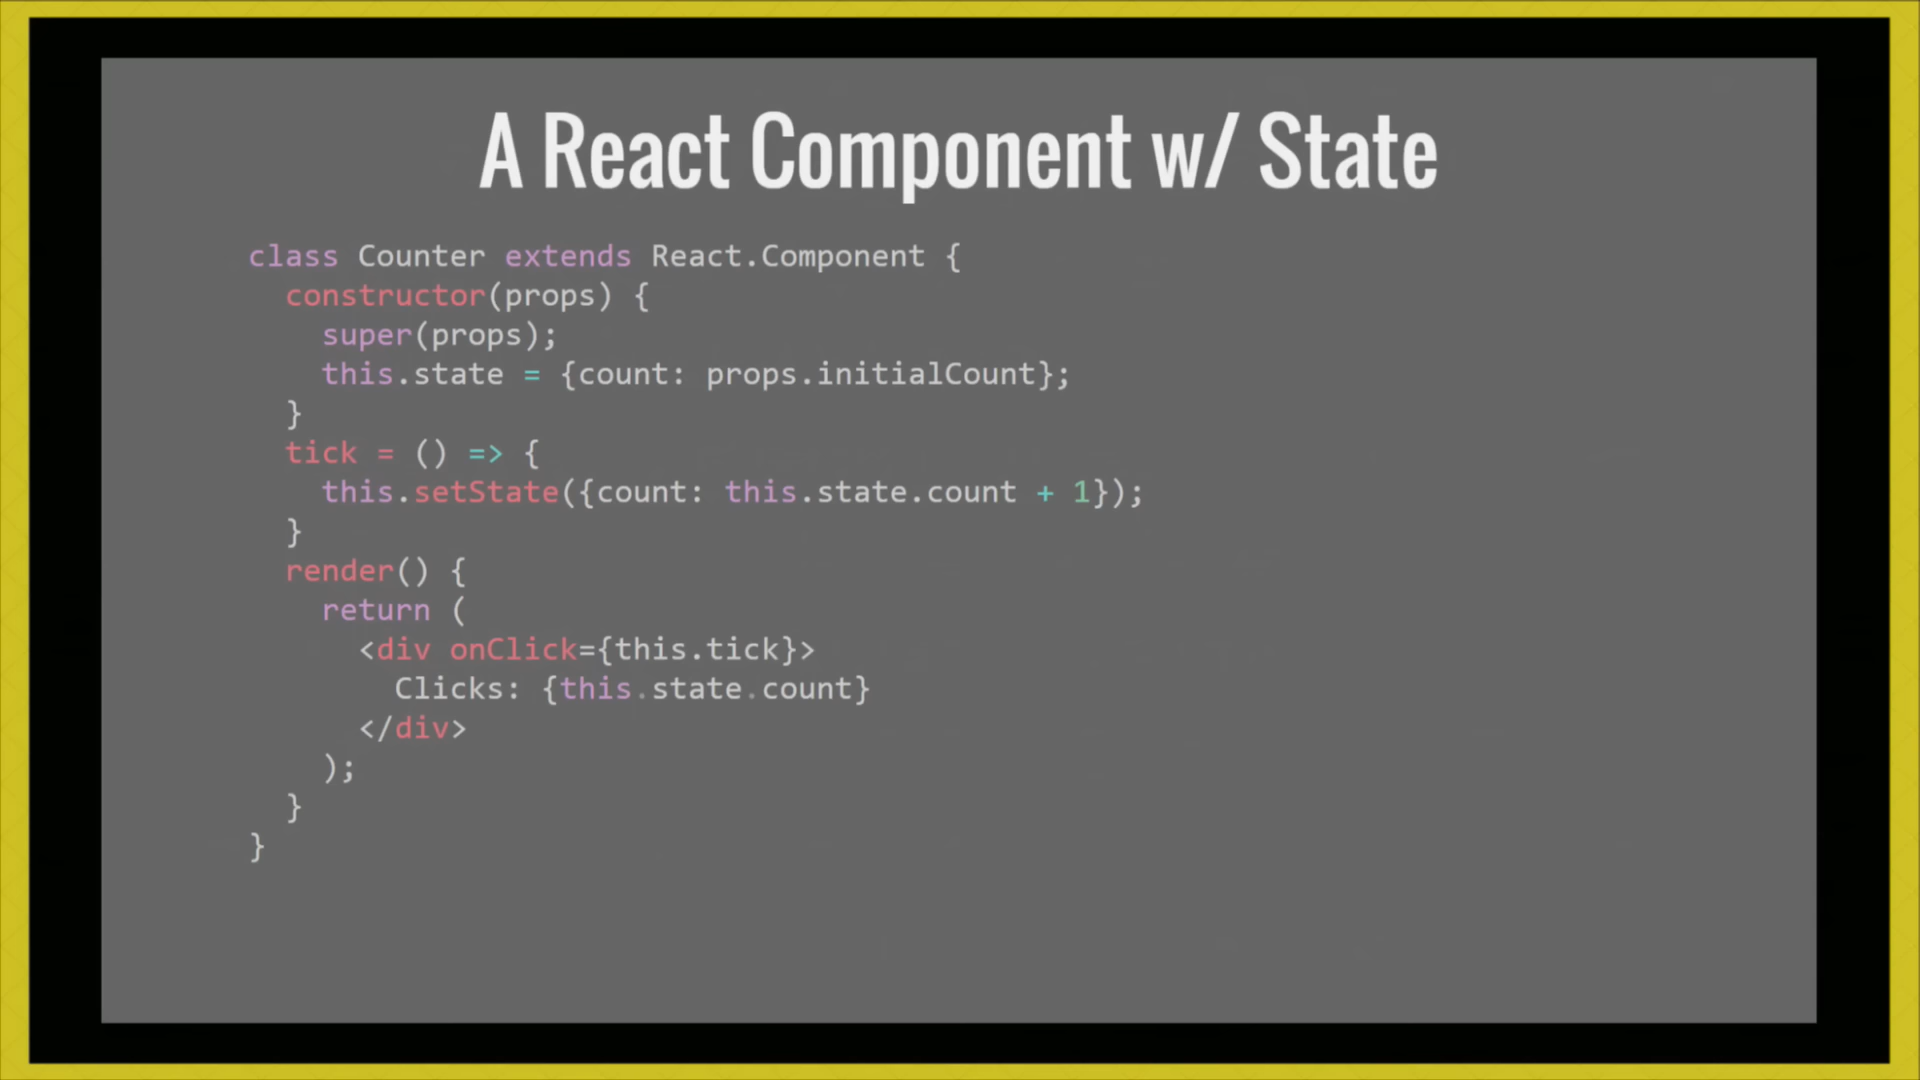 A React Component w/ State
class Counter extends React.Component {
  constructor(props) {
    super(props);
    this.state = {count: props.initialCount};
  }
  tick = () => {
    this.setState({count: this.state.count + 1});
  }
  render() {
    return (
      <div onClick={this.tick}>
        Clicks: {this.state.count}
      </div>
    );
  }
}